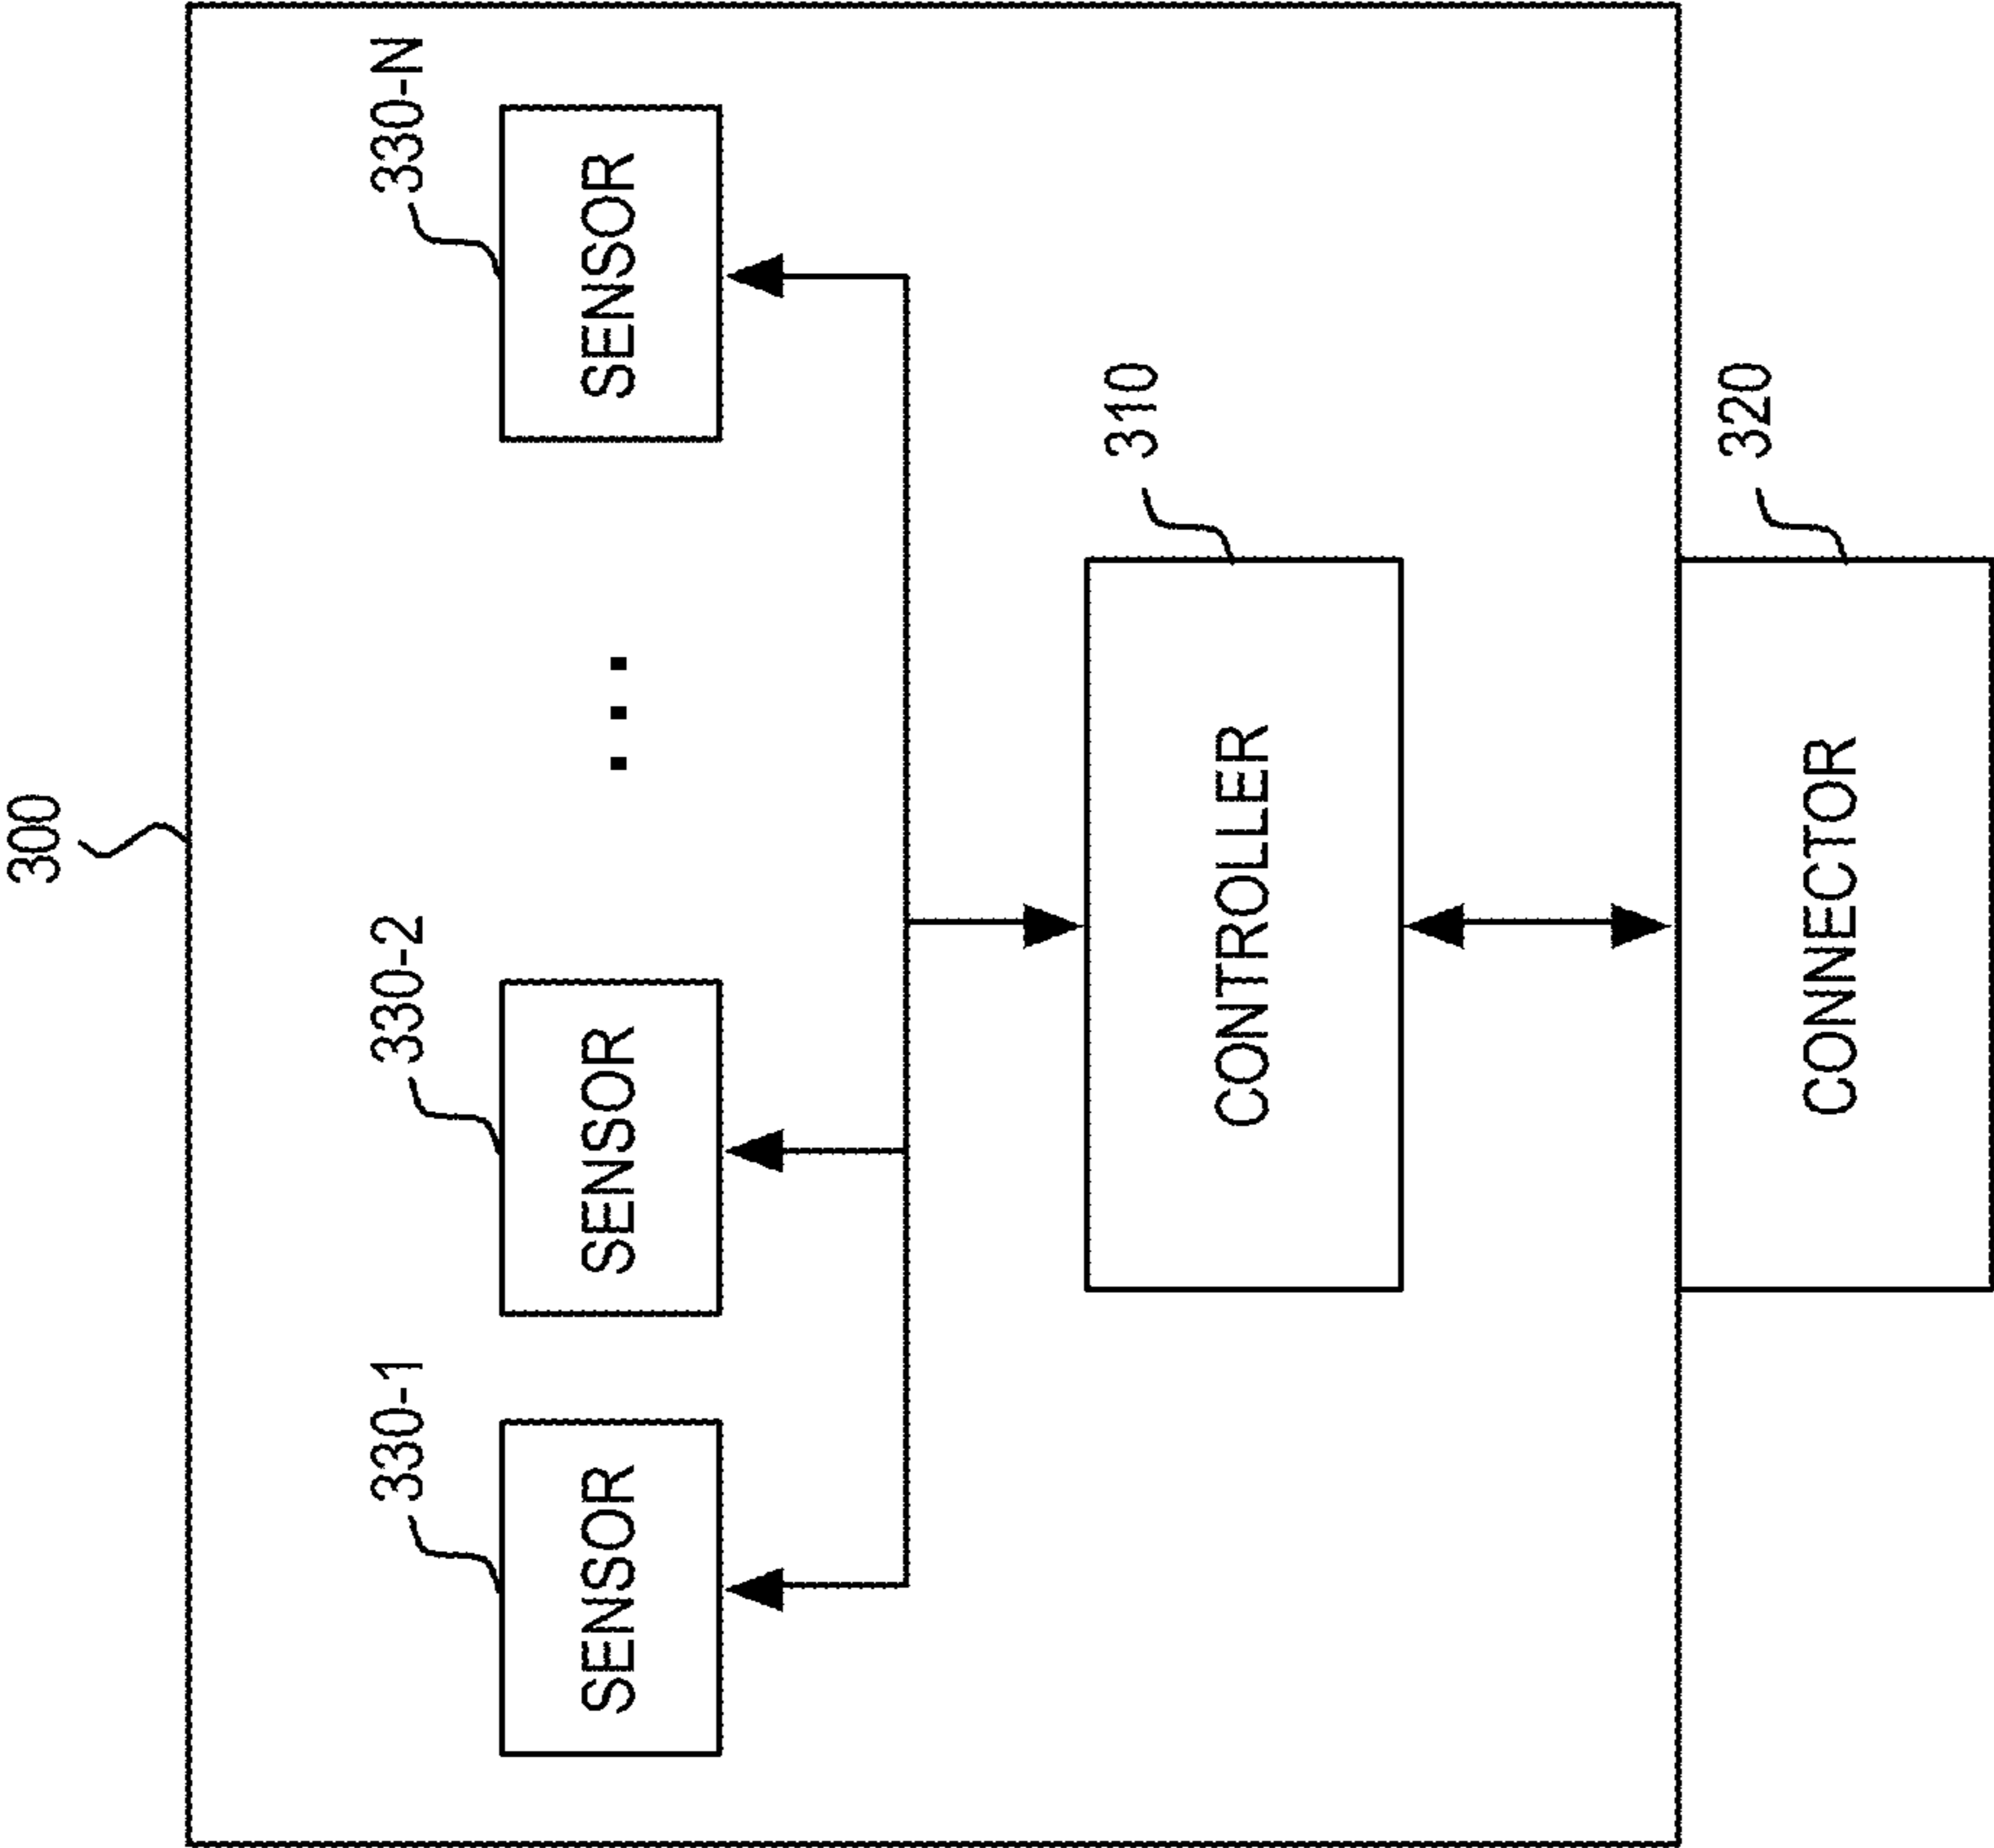 300
330-1
330-2
330-N
SENSOR
SENSOR
...
SENSOR
310
CONTROLLER
320
CONNECTOR